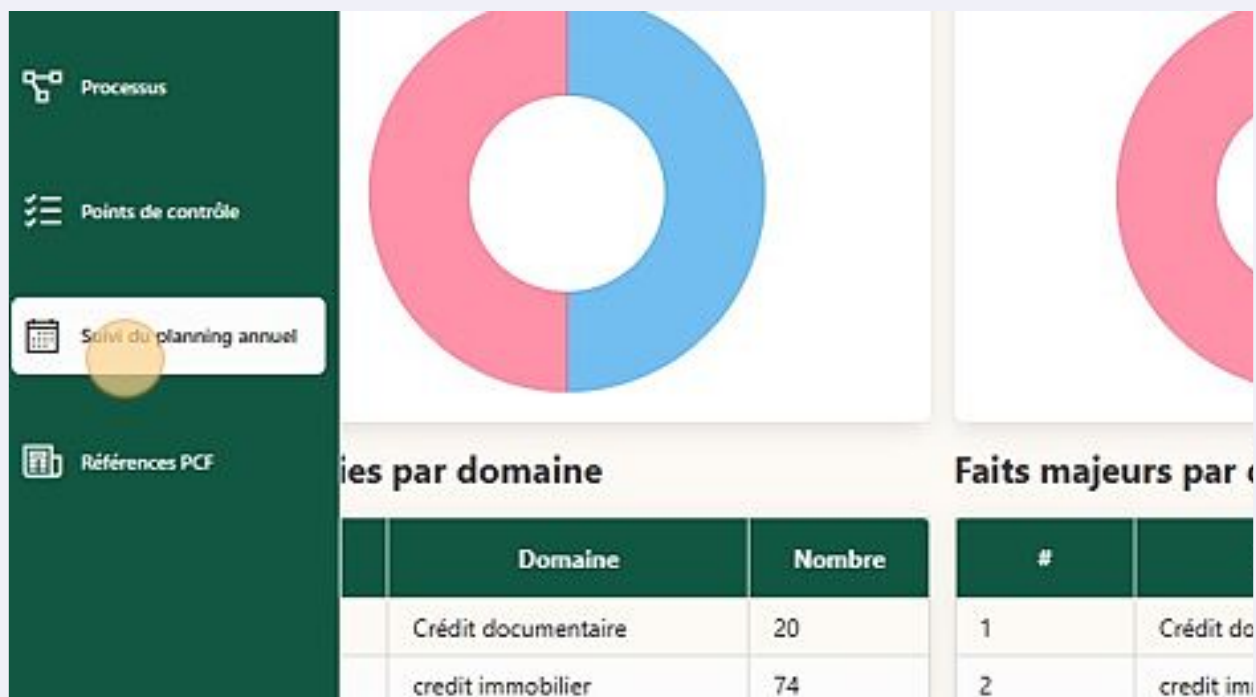 Processus
Points de contrôle
Suivi du planning annuel
Références PCF
ies par domaine
Domaine Nombre
Crédit documentaire 20
credit immobilier 74
Faits majeurs par
#
1 Crédit do
2 credit im